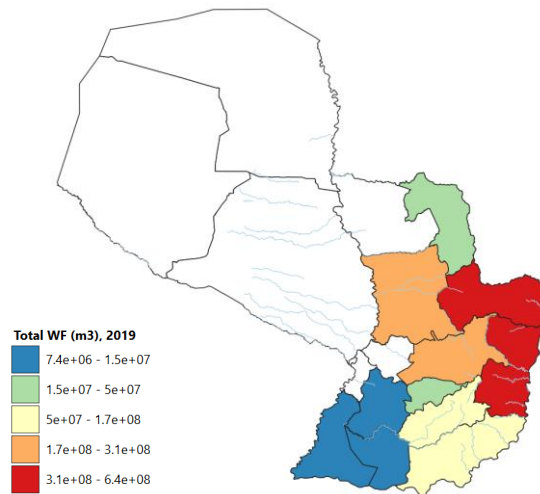 Total WF (m3), 2019
7.4e+06 - 1.5e+07
1.5e+07 - 5e+07
5e+07 - 1.7e+08
1.7e+08 - 3.1e+08
3.1e+08 - 6.4e+08